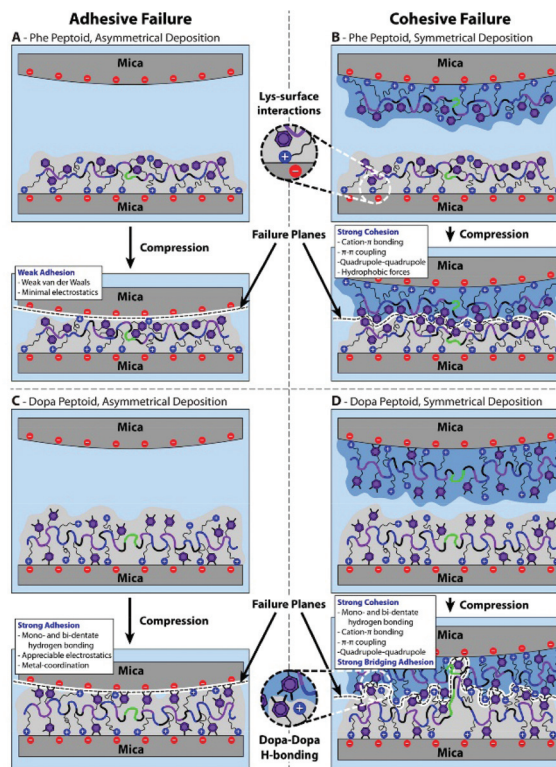 Adhesive Failure
Cohesive Failure
A - Phe Peptoid, Asymmetrical Deposition
B - Phe Peptoid, Symmetrical Deposition
Mica
Mica
Lys-surface
interactions
Mica
Mica
Compression
Failure Planes
Compression
Weak Adhesion
- Weak van der Waals
- Minimal electrostatics
Strong Cohesion
- Cation-π bonding
- π-π coupling
-Quadrupole-quadrupole
- Hydrophobic forces
Mica
Mica
Mica
Mica
C - Dopa Peptoid, Asymmetrical Deposition
D - Dopa Peptoid, Symmetrical Deposition
Mica
Mica
Mica
Mica
Compression
Failure Planes
Compression
Strong Adhesion
- Mono- and bi-dentate
hydrogen bonding
- Appreciable electrostatics
- Metal-coordination
Strong Cohesion
- Mono- and bi-dentate
hydrogen bonding
- Cation-π bonding
- π-π coupling
-Quadrupole-quadrupole
Strong Bridging Adhesion
Mica
Mica
Dopa-Dopa
H-bonding
Mica
Mica